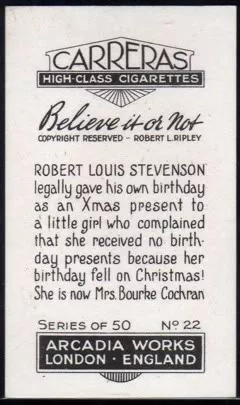 CARRERAS
HIGH-CLASS CIGARETTES
Believe it or Not
COPYRIGHT RESERVED - ROBERT L. RIPLEY
ROBERT LOUIS STEVENSON
legally gave his own birthday
as an Xmas present to
a little girl who complained
that she received no birth-
day presents because her
birthday fell on Christmas!
She is now Mrs. Bourke Cochran
SERIES OF 50 No 22
ARCADIA WORKS
LONDON · ENGLAND